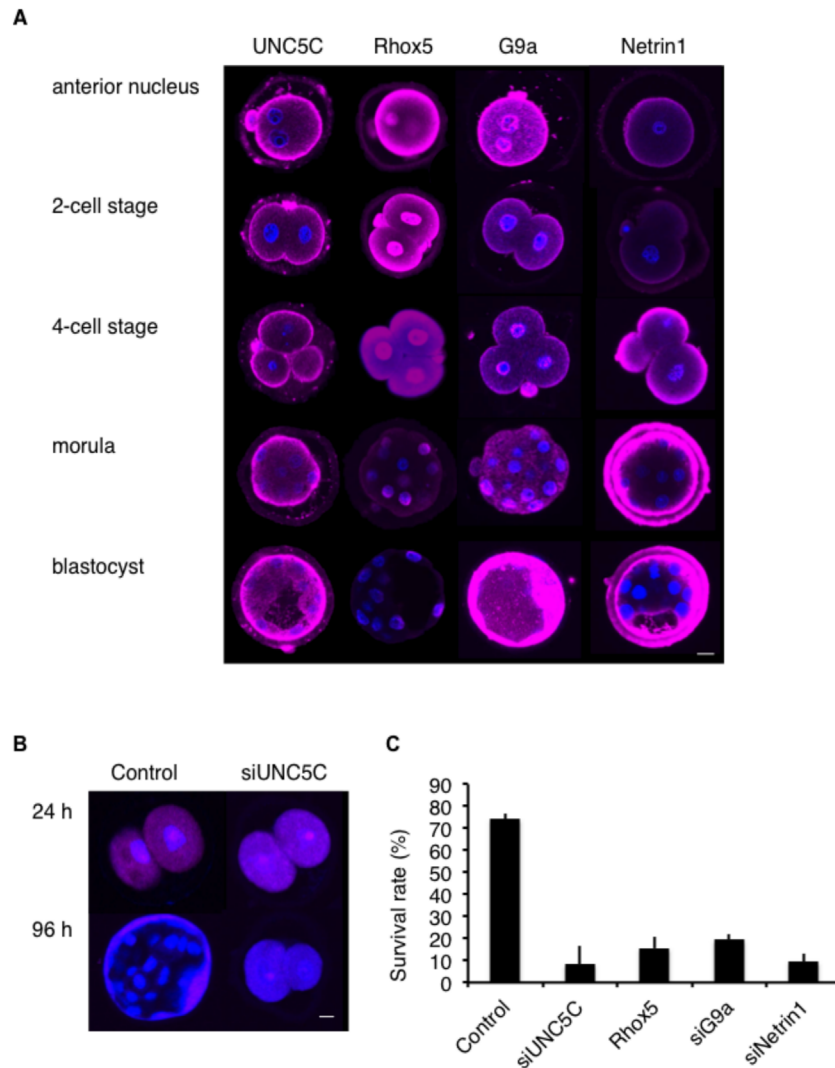 A
UNC5C Rhox5 G9a Netrin1
anterior nucleus
2-cell stage
4-cell stage
morula
blastocyst
B
Control siUNC5C
24 h
96 h
C
Survival rate (%)
90
80
70
60
50
40
30
20
10
0
Control
siUNC5C
Rhox5
siG9a
siNetrin1